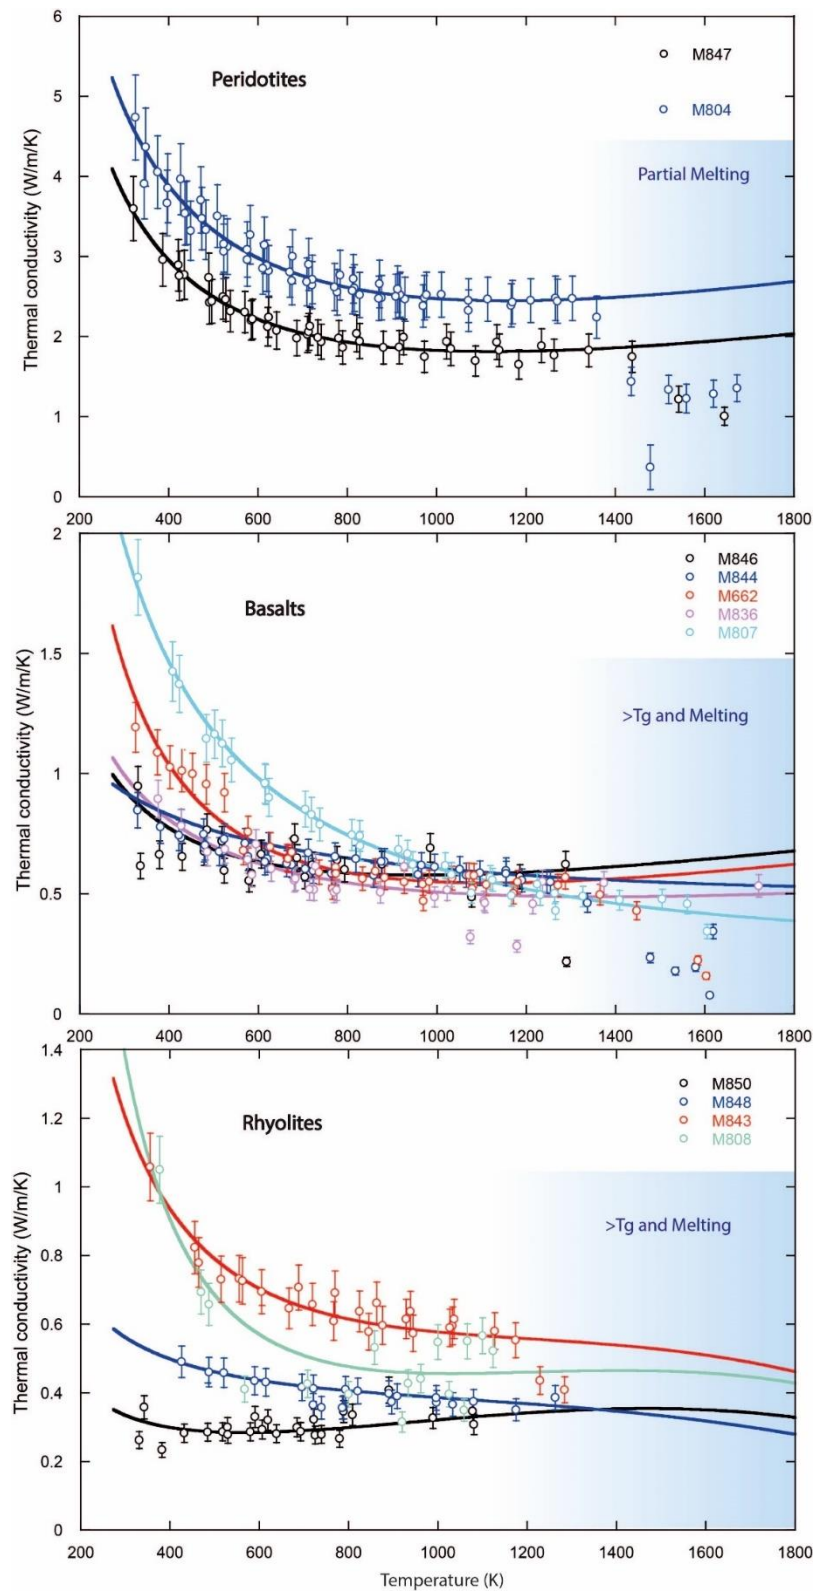 6
5
4
3
2
1
0
Thermal conductivity (W/m/K)
Peridotites
M847
M804
Partial Melting
200 400 600 800 1000 1200 1400 1600 1800
2
1.5
1
0.5
0
Thermal conductivity (W/m/K)
Basalts
M846
M844
M662
M836
M807
>Tg and Melting
200 400 600 800 1000 1200 1400 1600 1800
1.4
1.2
1
0.8
0.6
0.4
0.2
0
Thermal conductivity (W/m/K)
Rhyolites
M850
M848
M843
M808
>Tg and Melting
200 400 600 800 1000 1200 1400 1600 1800
Temperature (K)